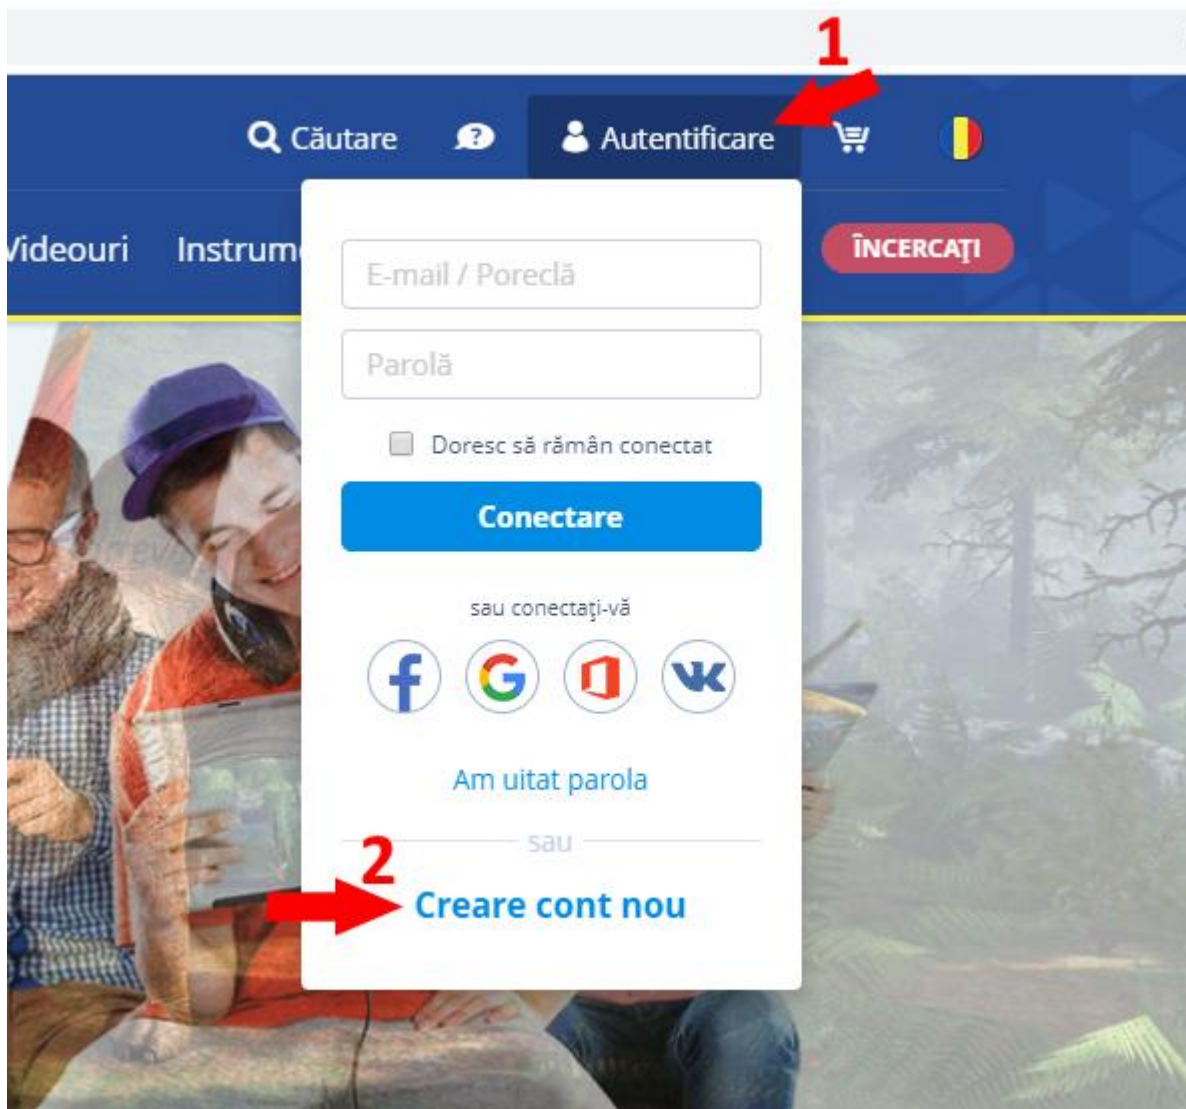 1
Căutare Autentificare
Videouri Instrum ÎNCERCAȚI
E-mail / Poreclă
Parolă
Doresc să rămân conectat
Conectare
sau conectați-vă
Am uitat parola
sau
2
Creare cont nou